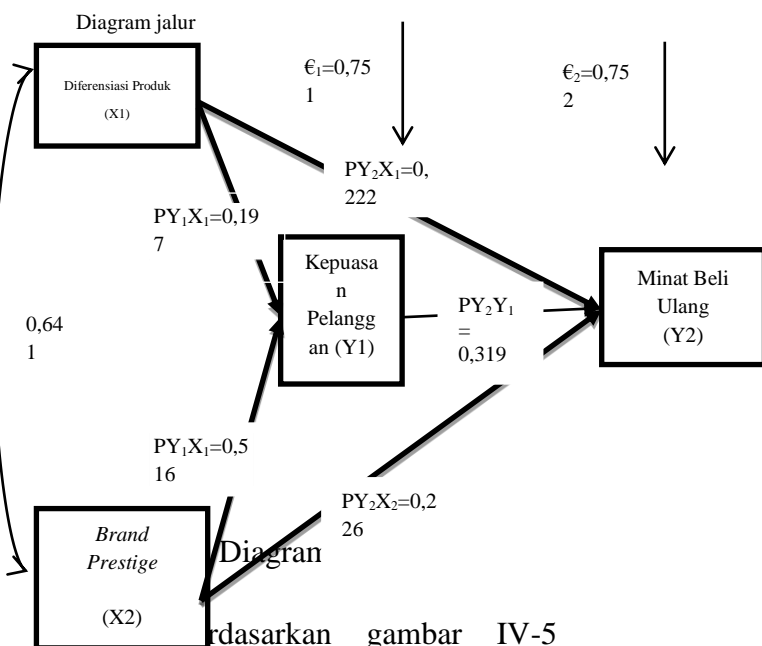 Diagram jalur
Diferensiasi Produk
(X1)
€₁=0,75
1
€₂=0,75
2
PY₂X₁=0,
222
PY₁X₁=0,19
7
Kepuasa
n
Pelangg
an (Y1)
PY₂Y₁
=
0,319
Minat Beli
Ulang
(Y2)
0,64
1
PY₁X₁=0,5
16
PY₂X₂=0,2
26
Brand
Prestige
(X2)
Diagram
rdasarkan gambar IV-5